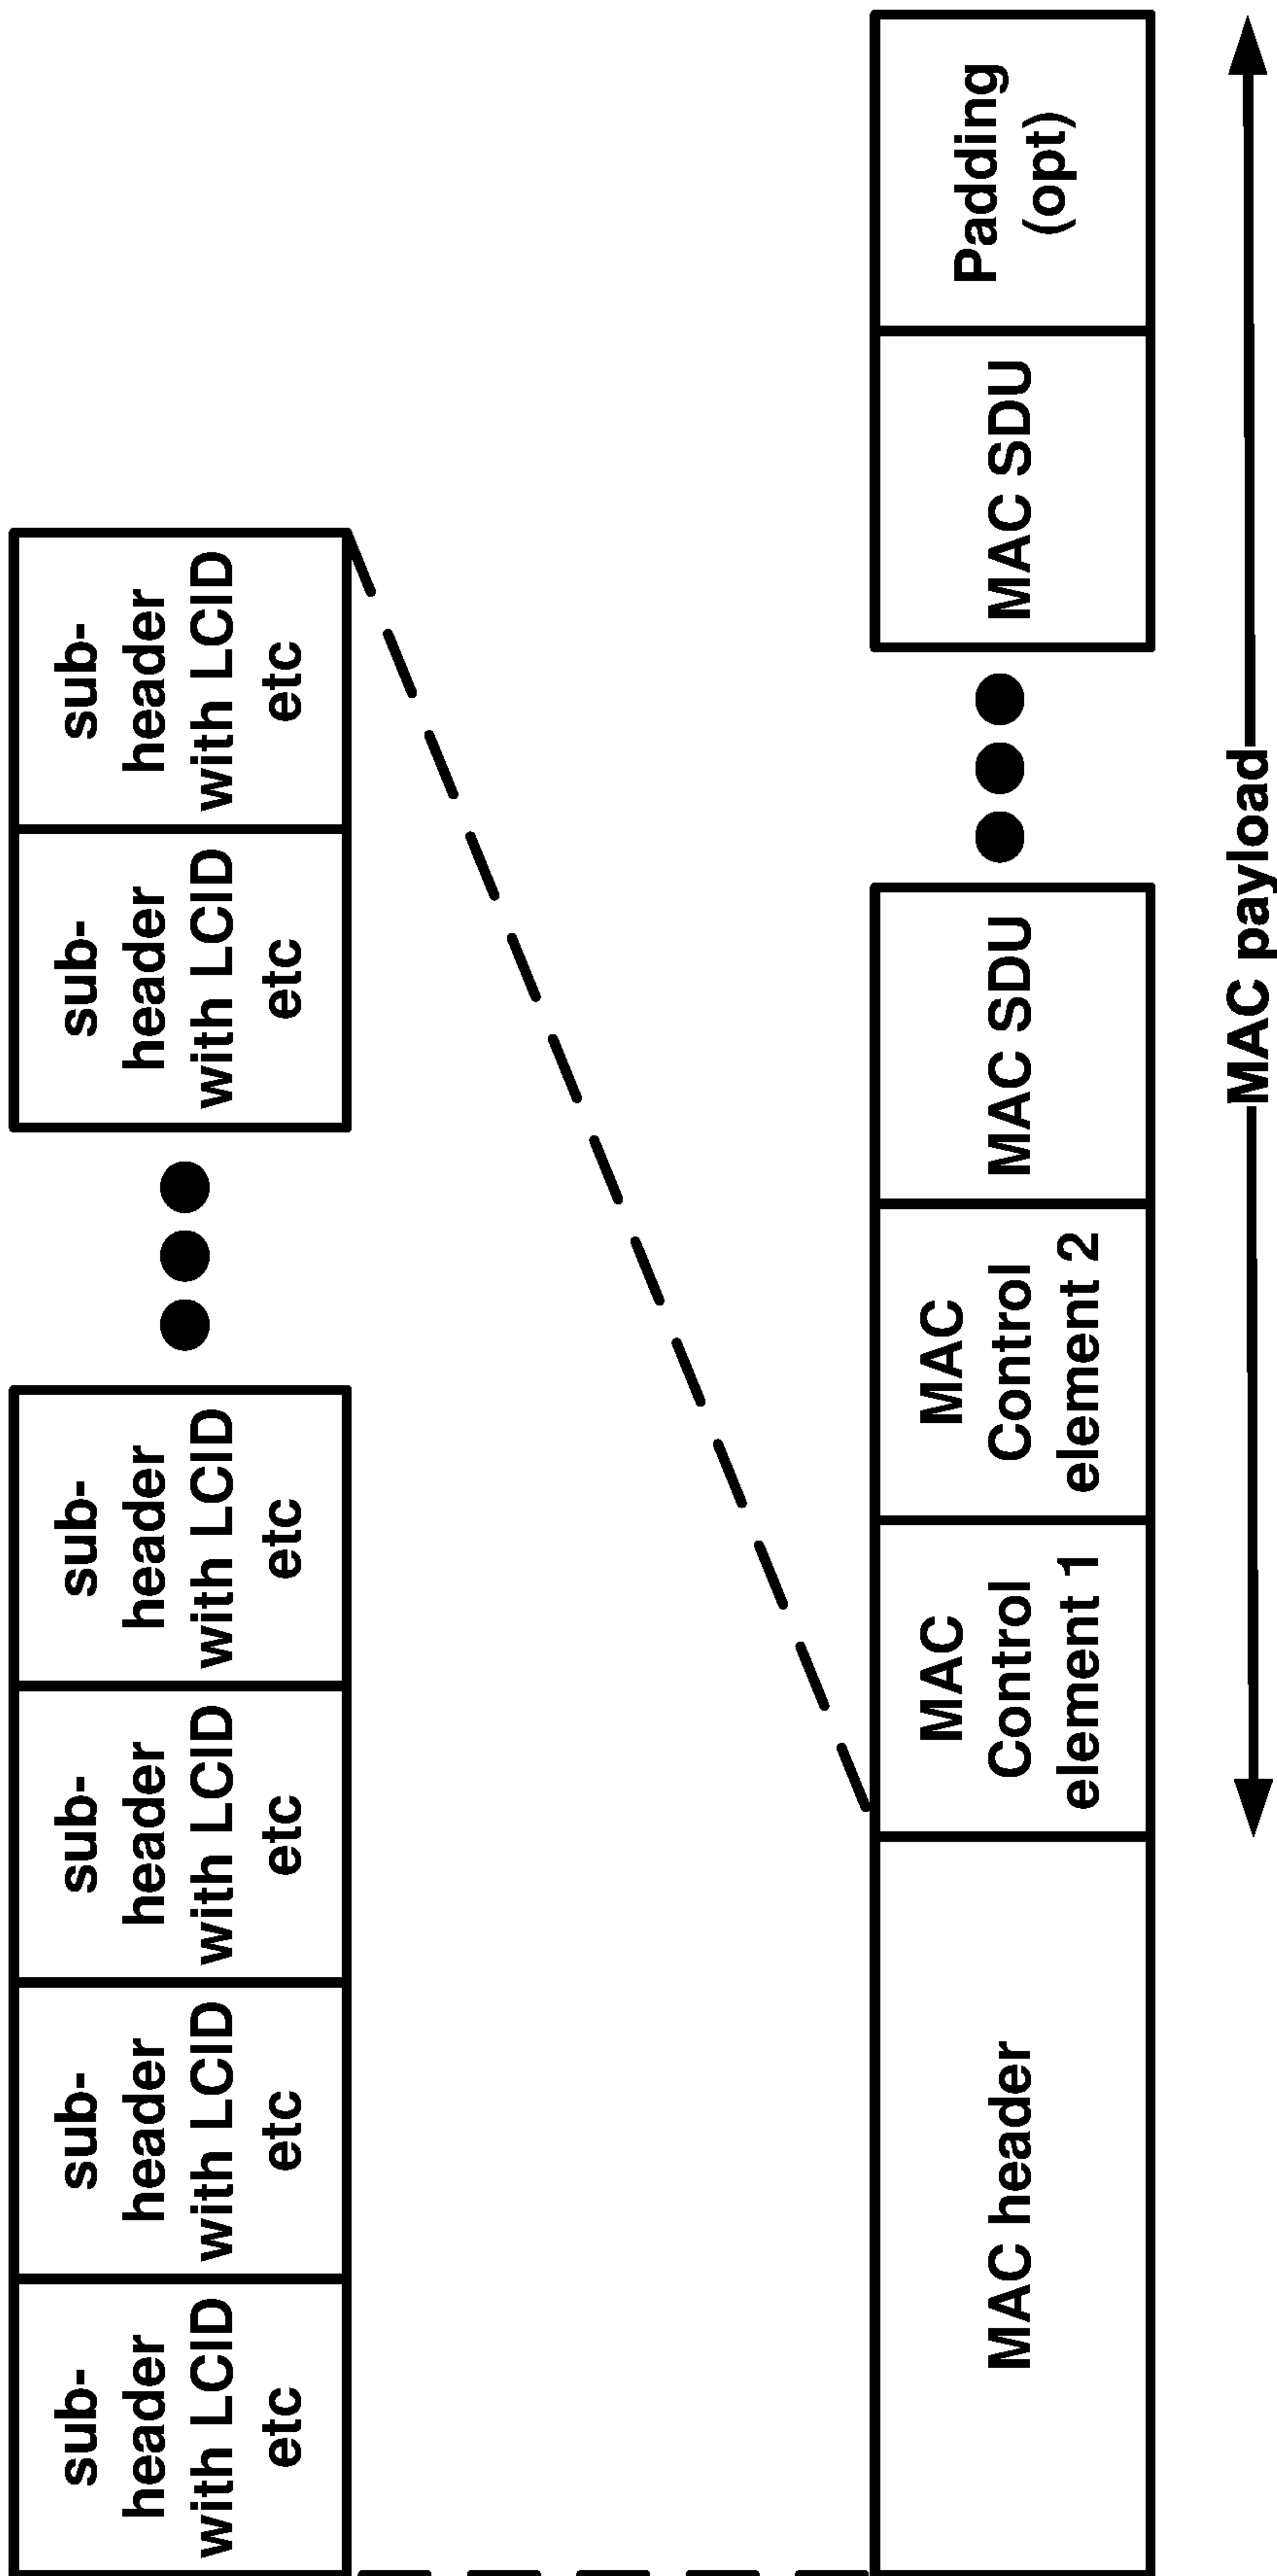 sub-
header
with LCID
etc
sub-
header
with LCID
etc
sub-
header
with LCID
etc
sub-
header
with LCID
etc
sub-
header
with LCID
etc
sub-
header
with LCID
etc
MAC header
MAC
Control
element 1
MAC
Control
element 2
MAC SDU
MAC SDU
Padding
(opt)
MAC payload